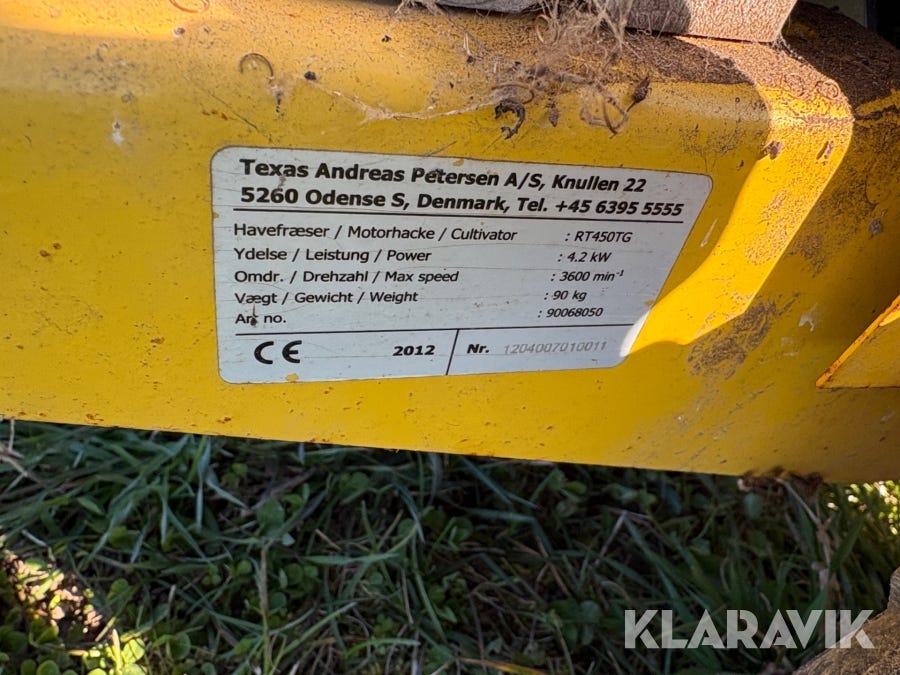 Texas Andreas Petersen A/S, Knullen 22
5260 Odense S, Denmark, Tel. +45 6395 5555
Havefræser / Motorhacke / Cultivator : RT450TG
Ydelse / Leistung / Power : 4.2 kW
Omdr. / Drehzahl / Max speed : 3600 min⁻¹
Vægt / Gewicht / Weight : 90 kg
Art no. : 90068050
CE 2012 Nr. 1204007010011
KLARAVIK